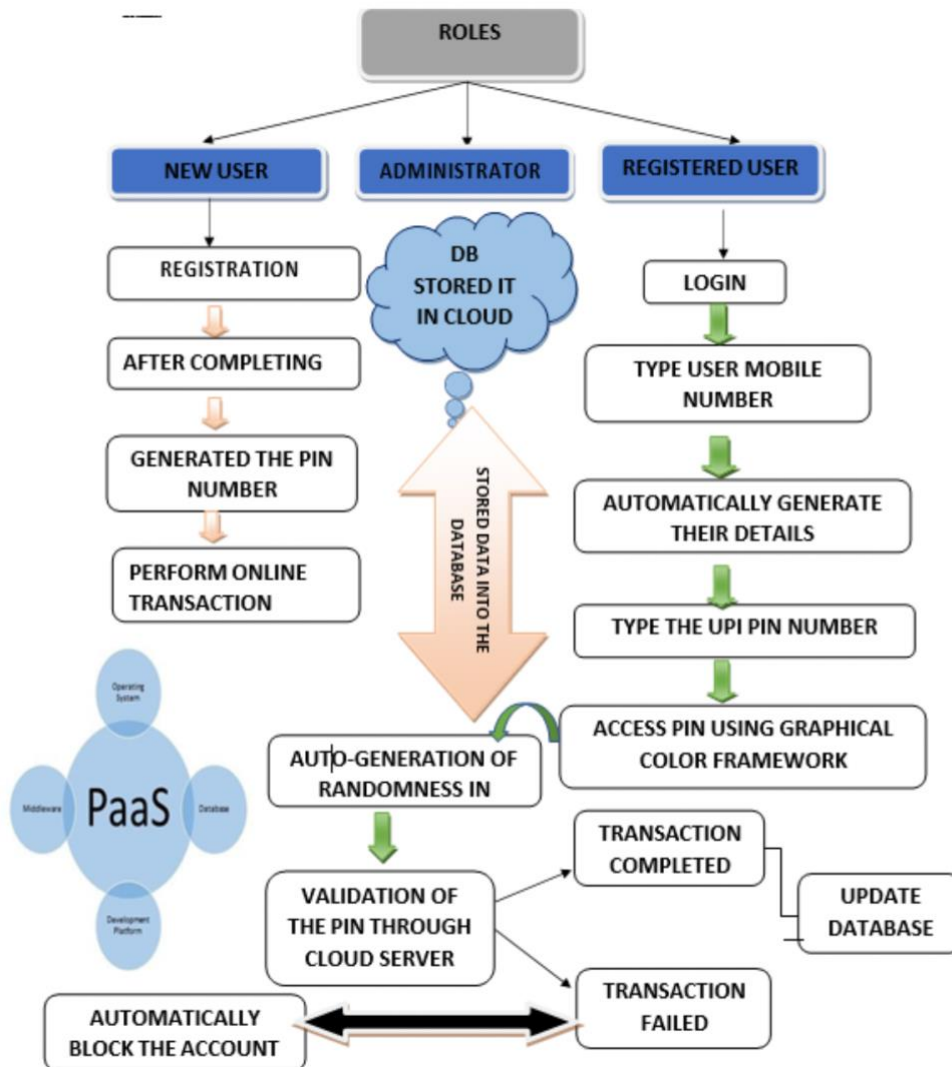 ROLES
NEW USER
ADMINISTRATOR
REGISTERED USER
REGISTRATION
DB
STORED IT
IN CLOUD
LOGIN
AFTER COMPLETING
TYPE USER MOBILE
NUMBER
GENERATED THE PIN
NUMBER
STORED DATA INTO THE
DATABASE
AUTOMATICALLY GENERATE
THEIR DETAILS
PERFORM ONLINE
TRANSACTION
TYPE THE UPI PIN NUMBER
Operating
System
Middleware
PaaS
Database
Development
Platform
ACCESS PIN USING GRAPHICAL
COLOR FRAMEWORK
AUTO-GENERATION OF
RANDOMNESS IN
TRANSACTION
COMPLETED
VALIDATION OF
THE PIN THROUGH
CLOUD SERVER
UPDATE
DATABASE
TRANSACTION
FAILED
AUTOMATICALLY
BLOCK THE ACCOUNT